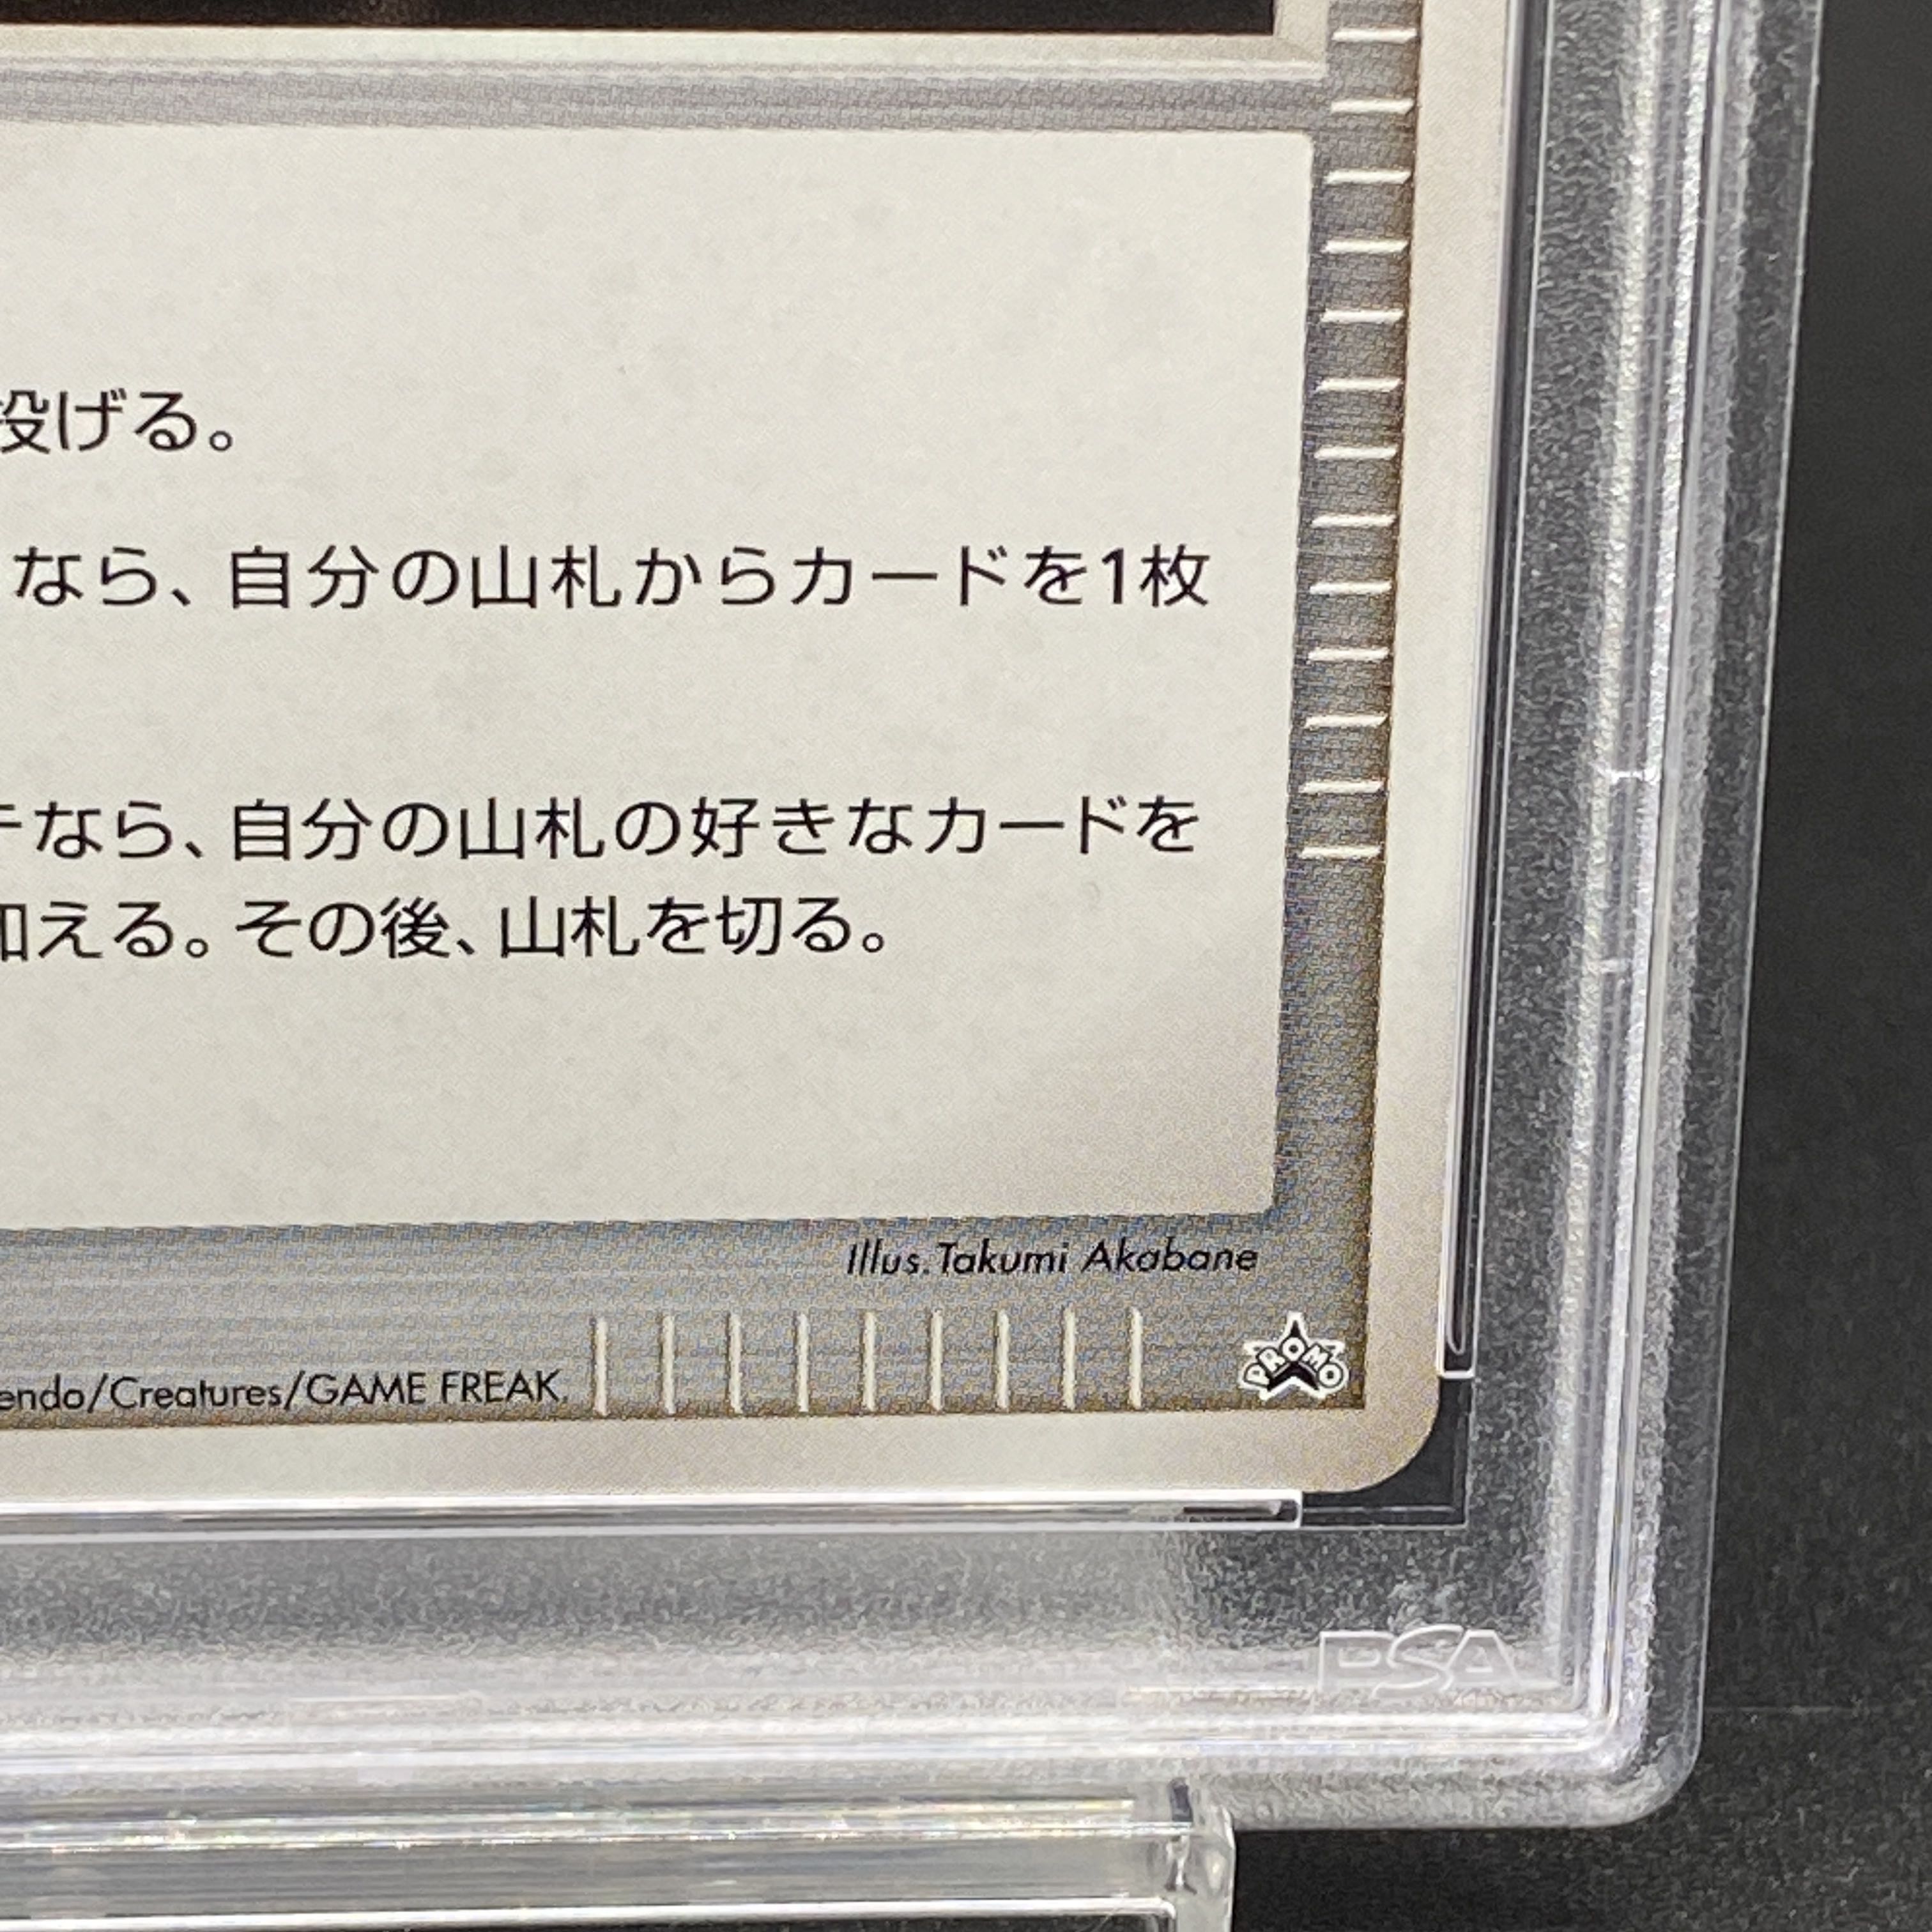 投げる。
なら、自分の山札からカードを1枚
なら、自分の山札の好きなカードを
加える。その後、山札を切る。
Illus. Takumi Akabane
endo/Creatures/GAME FREAK.
PROMO
PSA